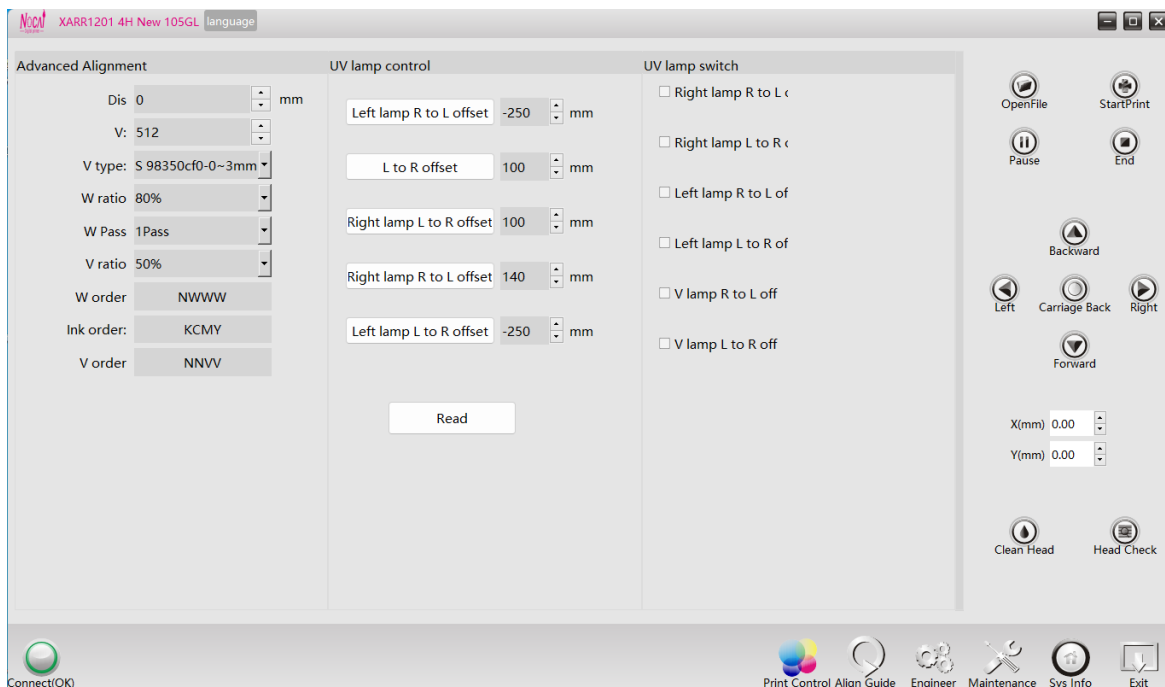 Nocai XARR1201 4H New 105GL language
Advanced Alignment
Dis 0 mm
V: 512
V type: S 98350cf0-0~3mm
W ratio 80%
W Pass 1Pass
V ratio 50%
W order NWWW
Ink order: KCMY
V order NNVV
UV lamp control
Left lamp R to L offset -250 mm
L to R offset 100 mm
Right lamp L to R offset 100 mm
Right lamp R to L offset 140 mm
Left lamp L to R offset -250 mm
Read
UV lamp switch
Right lamp R to L
Right lamp L to R
Left lamp R to L of
Left lamp L to R of
V lamp R to L off
V lamp L to R off
OpenFile StartPrint
Pause End
Backward
Left Carriage Back Right
Forward
X(mm) 0.00
Y(mm) 0.00
Clean Head Head Check
Connect(OK)
Print Control Align Guide Engineer Maintenance Sys Info Exit